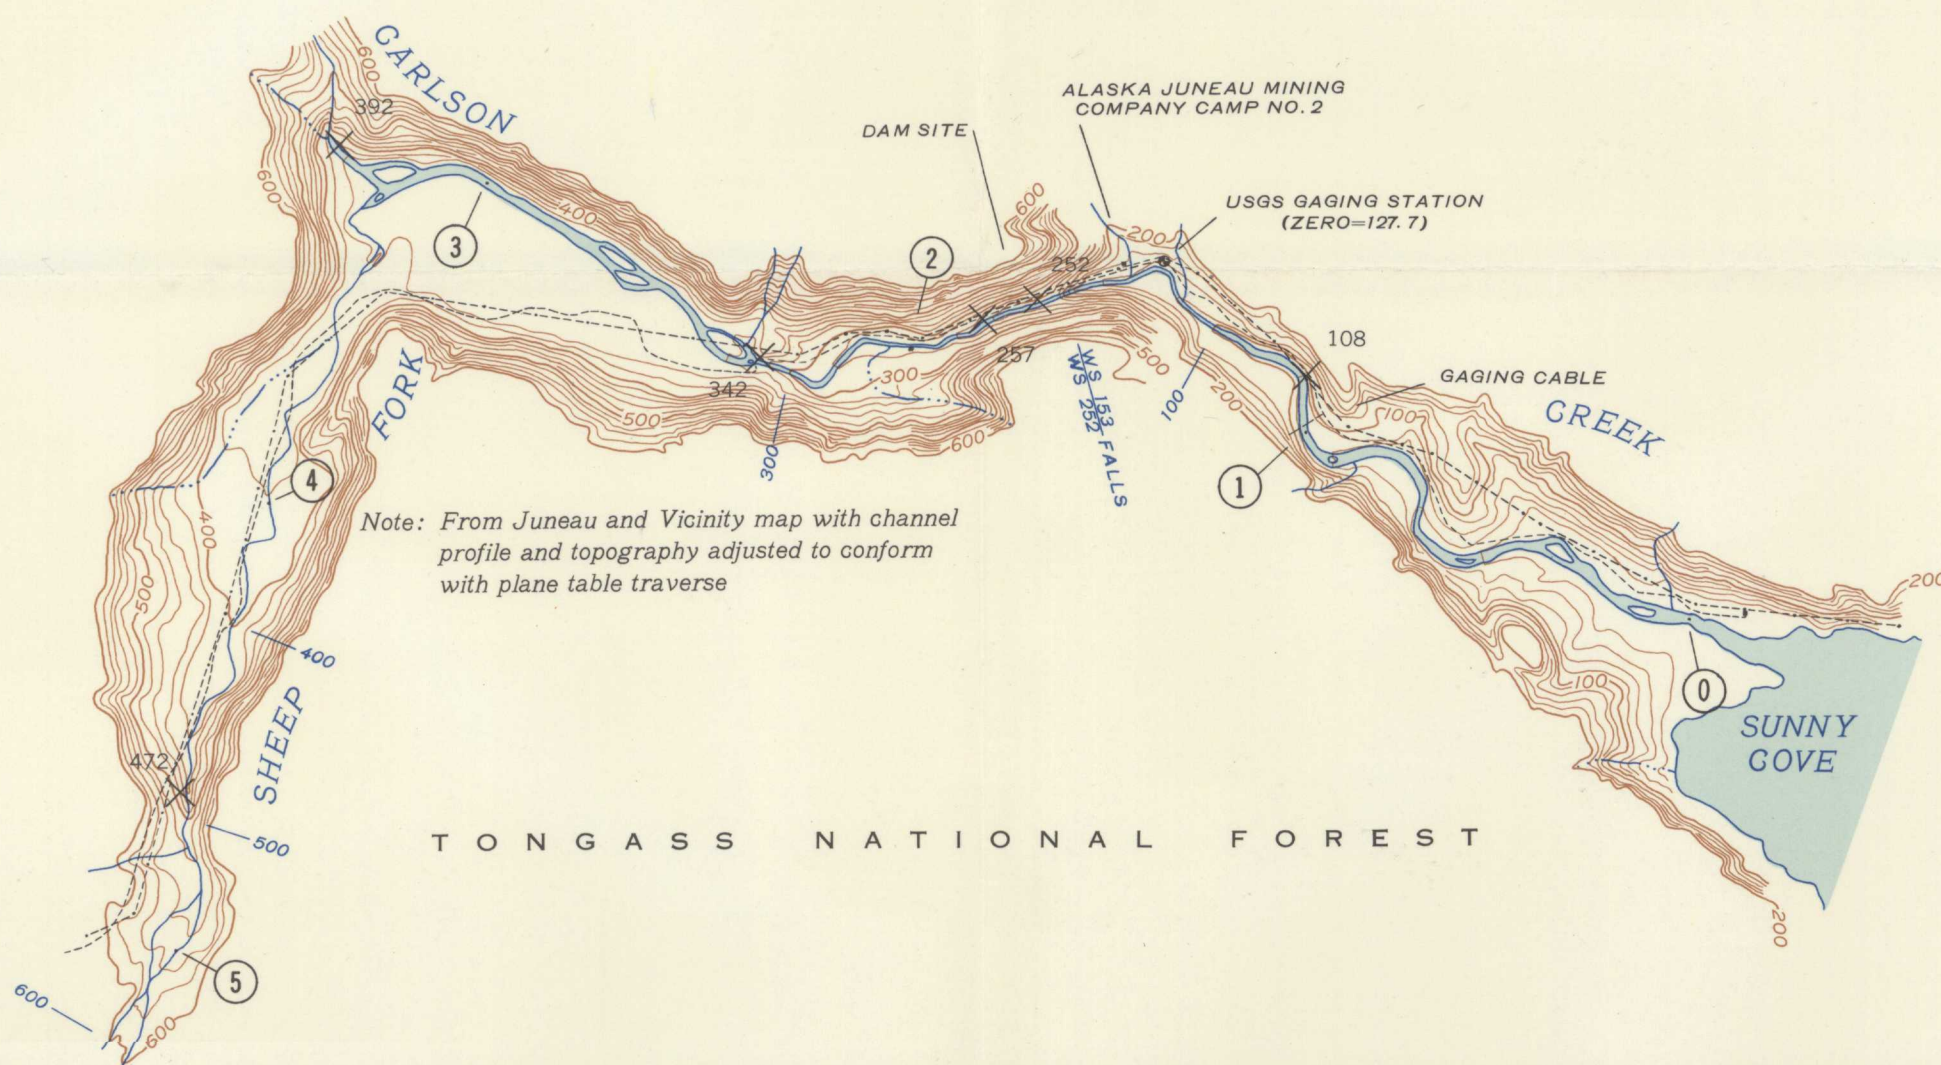 CARLSON
600
392
ALASKA JUNEAU MINING
COMPANY CAMP NO. 2
DAM SITE
600
600
USGS GAGING STATION
(ZERO=127.7)
400
200
3
2
252
108
342
257
300
500
GAGING CABLE
100
CREEK
FORK
500
600
300
WS 153
WS 252
FALLS
100
200
1
4
400
Note: From Juneau and Vicinity map with channel
profile and topography adjusted to conform
with plane table traverse
500
200
400
100
0
SUNNY
COVE
SHEEP
472
500
TONGASS NATIONAL FOREST
200
5
600
600